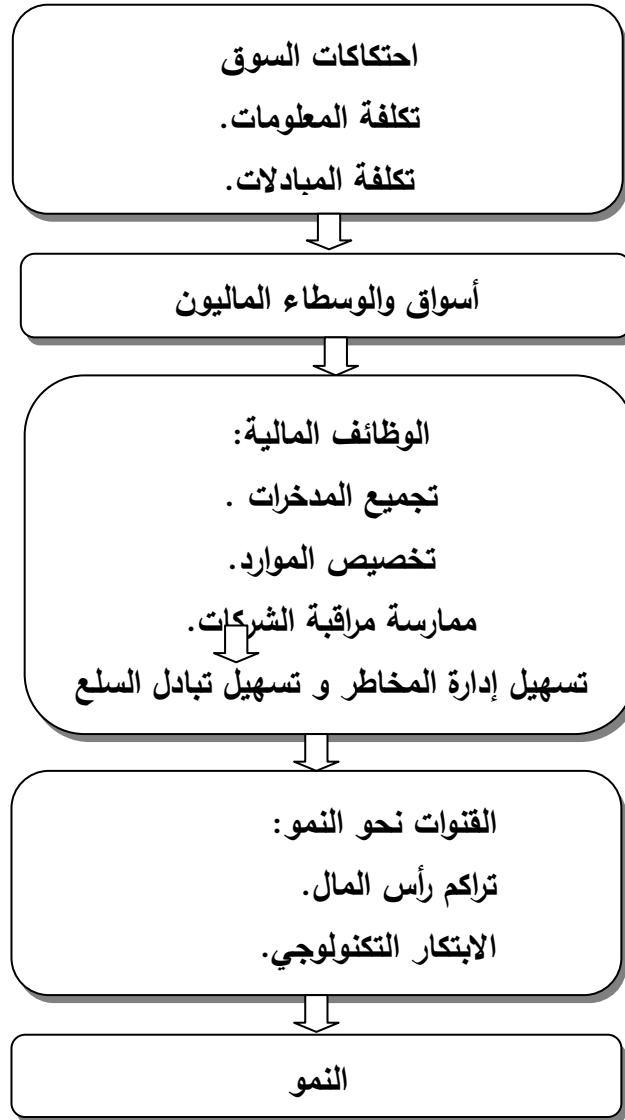 احتكاكات السوق
تكلفة المعلومات.
تكلفة المبادلات.
أسواق والوسطاء الماليون
الوظائف المالية:
تجميع المدخرات .
تخصيص الموارد.
ممارسة مراقبة الشركات.
تسهيل إدارة المخاطر و تسهيل تبادل السلع
القنوات نحو النمو:
تراكم رأس المال.
الابتكار التكنولوجي.
النمو